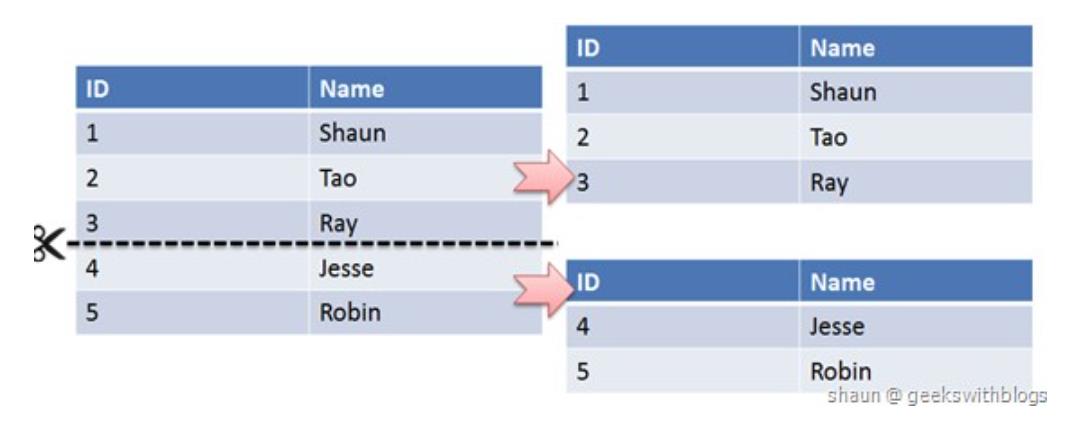 ID Name
1 Shaun
2 Tao
3 Ray
4 Jesse
5 Robin
ID Name
1 Shaun
2 Tao
3 Ray
ID Name
4 Jesse
5 Robin
shaun @ geekswithblogs